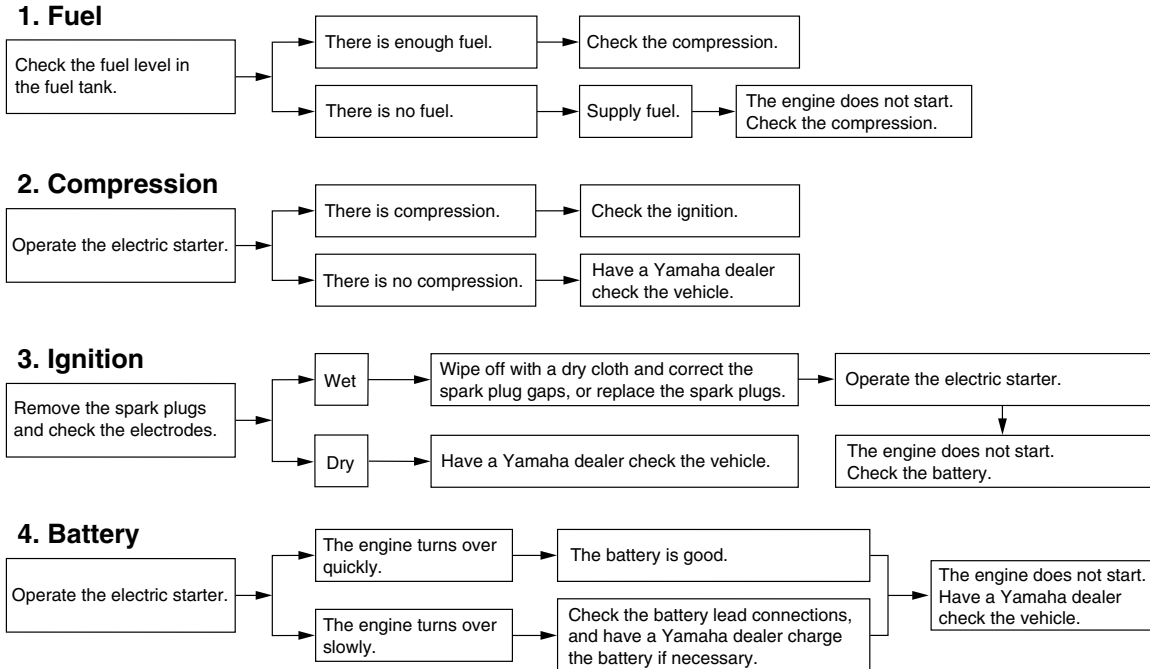 1. Fuel
Check the fuel level in
the fuel tank.
There is enough fuel.
Check the compression.
There is no fuel.
Supply fuel.
The engine does not start.
Check the compression.
2. Compression
Operate the electric starter.
There is compression.
Check the ignition.
There is no compression.
Have a Yamaha dealer
check the vehicle.
3. Ignition
Remove the spark plugs
and check the electrodes.
Wet
Wipe off with a dry cloth and correct the
spark plug gaps, or replace the spark plugs.
Operate the electric starter.
The engine does not start.
Check the battery.
Dry
Have a Yamaha dealer check the vehicle.
4. Battery
Operate the electric starter.
The engine turns over
quickly.
The battery is good.
The engine turns over
slowly.
Check the battery lead connections,
and have a Yamaha dealer charge
the battery if necessary.
The engine does not start.
Have a Yamaha dealer
check the vehicle.